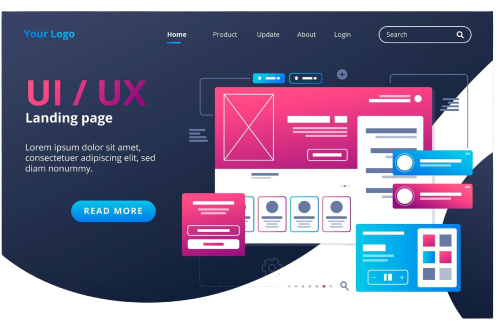 Your Logo
Home Product Update About Login Search
UI / UX
Landing page
Lorem ipsum dolor sit amet,
consectetuer adipiscing elit, sed
diam nonummy.
READ MORE